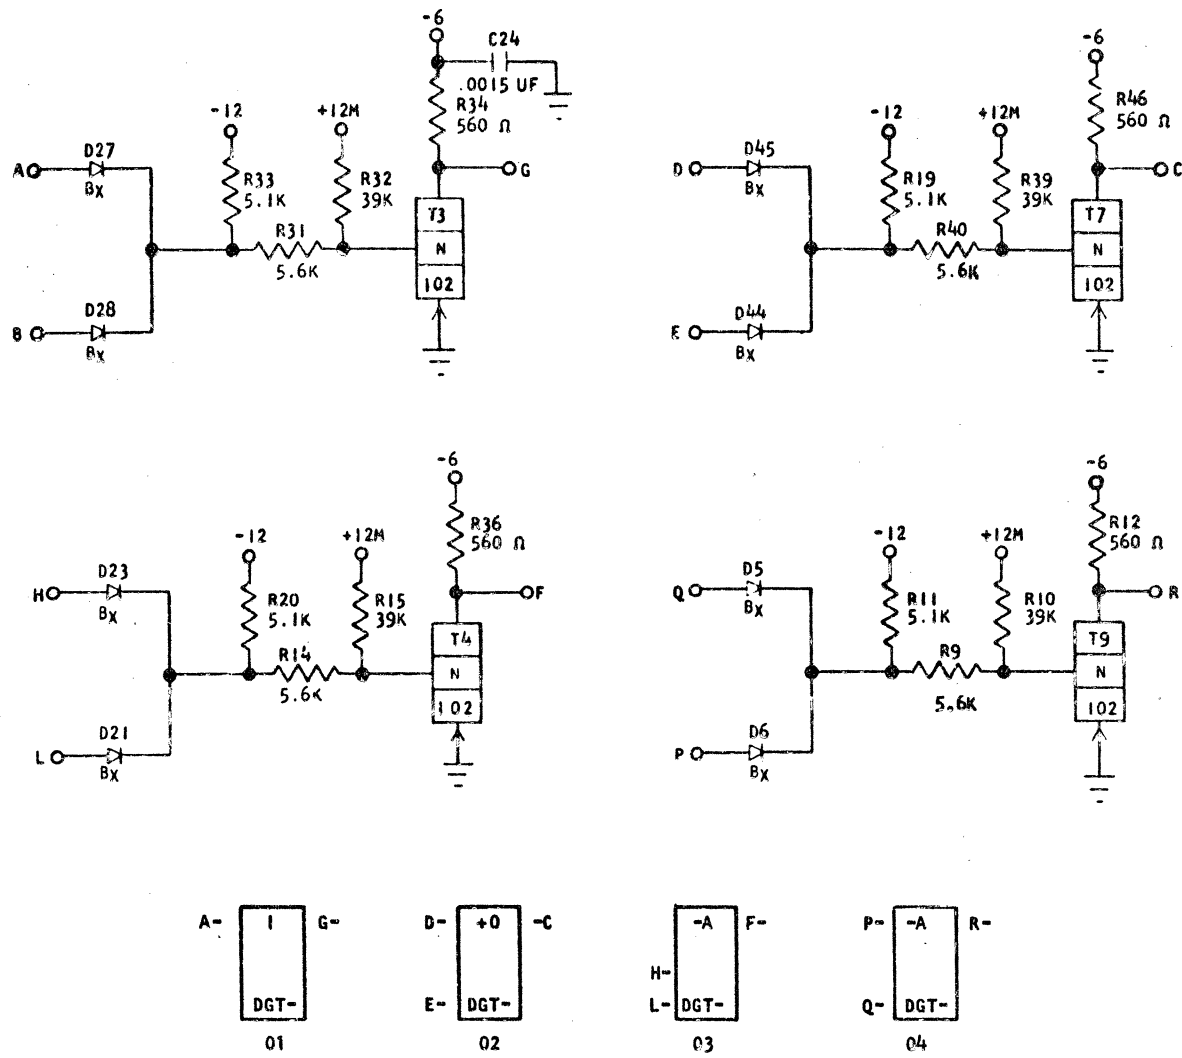 -6
C24
.0015 UF
R34
560 Ω
-12
+12M
D27
A
Bx
R33
5.1K
R32
39K
G
T3
R31
N
5.6K
102
D28
B
Bx
-6
R46
560 Ω
-12
+12M
D45
D
Bx
R19
5.1K
R39
39K
C
T7
R40
N
5.6K
102
D44
E
Bx
-6
R36
560 Ω
-12
+12M
D23
H
Bx
R20
5.1K
R15
39K
F
T4
R14
N
5.6K
102
D21
L
Bx
-6
R12
560 Ω
-12
+12M
D5
Q
Bx
R11
5.1K
R10
39K
R
T9
R9
N
5.6K
102
D6
P
Bx
A- I G-
DGT-
01
D- +O -C
E- DGT-
02
-A F-
H-
L- DGT-
03
P- -A R-
Q- DGT-
04